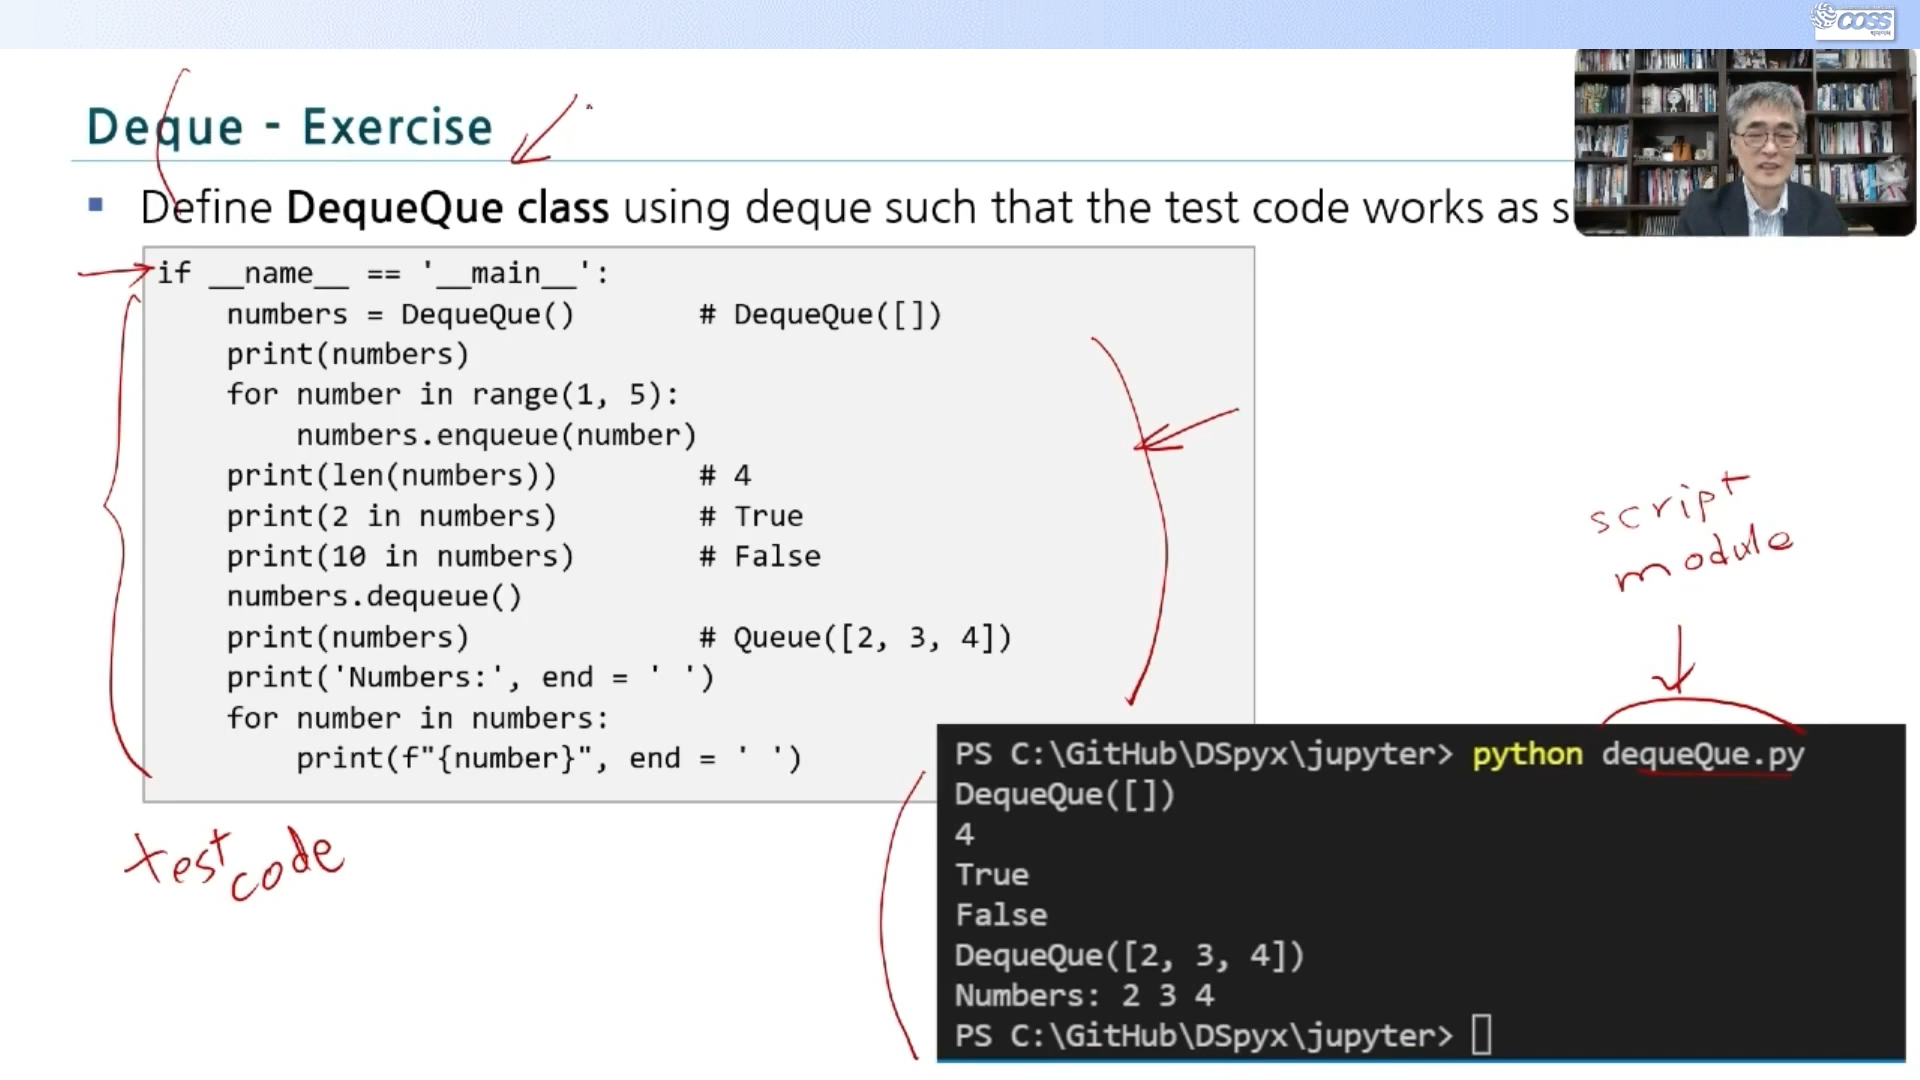 COSS
Deque - Exercise
Define DequeQue class using deque such that the test code works as s
if __name__ == '__main__':
numbers = DequeQue() # DequeQue([])
print(numbers)
for number in range(1, 5):
numbers.enqueue(number)
print(len(numbers)) # 4
print(2 in numbers) # True
print(10 in numbers) # False
numbers.dequeue()
print(numbers) # Queue([2, 3, 4])
print('Numbers:', end = ' ')
for number in numbers:
print(f"{number}", end = ' ')
test code
script
module
PS C:\GitHub\DSpyx\jupyter> python dequeQue.py
DequeQue([])
4
True
False
DequeQue([2, 3, 4])
Numbers: 2 3 4
PS C:\GitHub\DSpyx\jupyter>